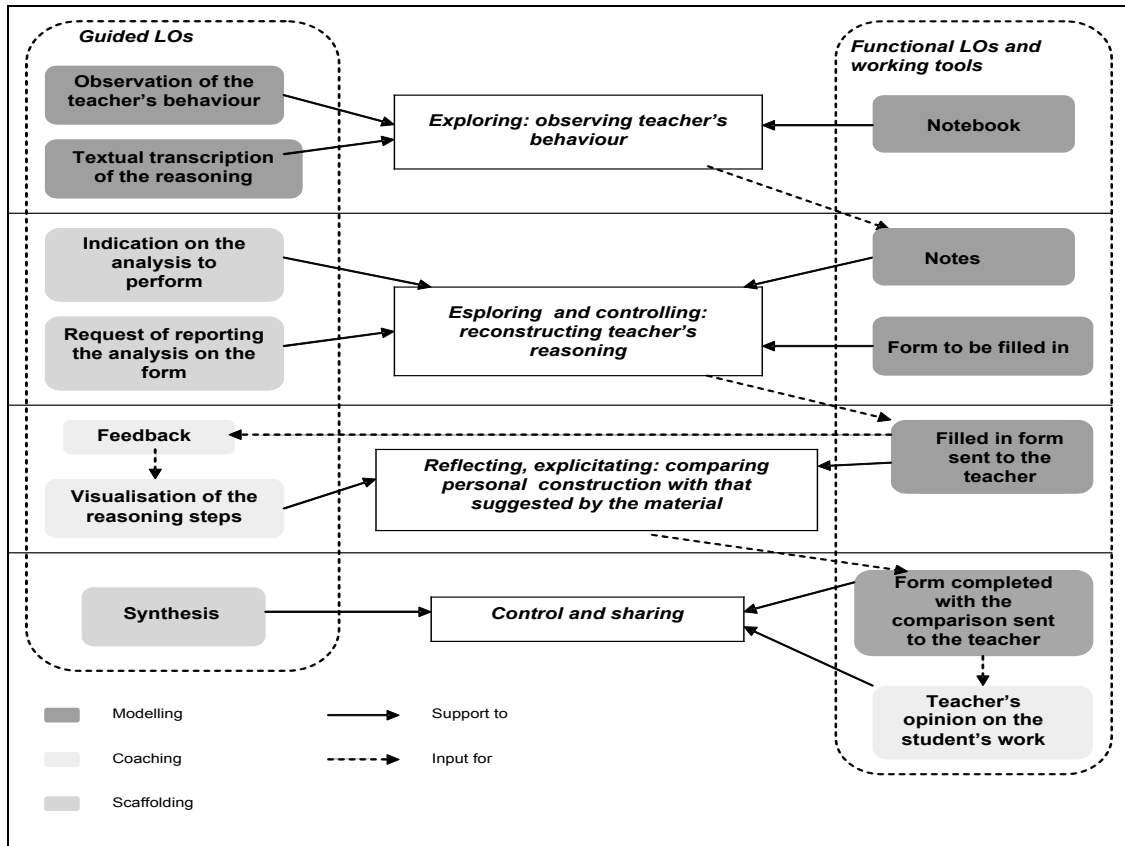 Guided LOs
Observation of the
teacher's behaviour
Textual transcription
of the reasoning
Exploring: observing teacher's
behaviour
Functional LOs and
working tools
Notebook
Indication on the
analysis to
perform
Request of reporting
the analysis on the
form
Esploring and controlling:
reconstructing teacher's
reasoning
Notes
Form to be filled in
Feedback
Visualisation of the
reasoning steps
Reflecting, explicitating: comparing
personal construction with that
suggested by the material
Filled in form
sent to the
teacher
Synthesis
Control and sharing
Form completed
with the
comparison sent
to the teacher
Teacher's
opinion on the
student's work
Modelling
Coaching
Scaffolding
Support to
Input for